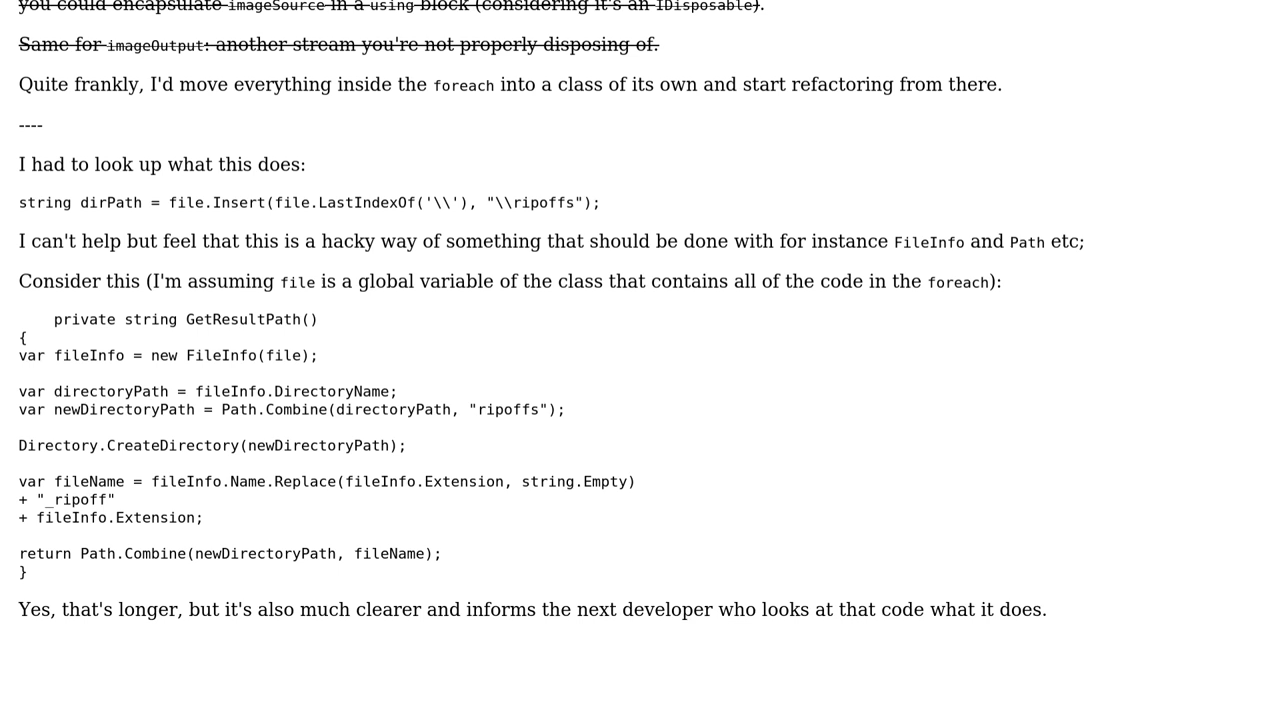 you could encapsulate imageSource in a using block (considering it's an IDisposable).
Same for imageOutput: another stream you're not properly disposing of.
Quite frankly, I'd move everything inside the foreach into a class of its own and start refactoring from there.
----
I had to look up what this does:
string dirPath = file.Insert(file.LastIndexOf('\\'), "\\ripoffs");
I can't help but feel that this is a hacky way of something that should be done with for instance FileInfo and Path etc;
Consider this (I'm assuming file is a global variable of the class that contains all of the code in the foreach):
    private string GetResultPath()
{
var fileInfo = new FileInfo(file);
var directoryPath = fileInfo.DirectoryName;
var newDirectoryPath = Path.Combine(directoryPath, "ripoffs");
Directory.CreateDirectory(newDirectoryPath);
var fileName = fileInfo.Name.Replace(fileInfo.Extension, string.Empty)
+ "_ripoff"
+ fileInfo.Extension;
return Path.Combine(newDirectoryPath, fileName);
}
Yes, that's longer, but it's also much clearer and informs the next developer who looks at that code what it does.